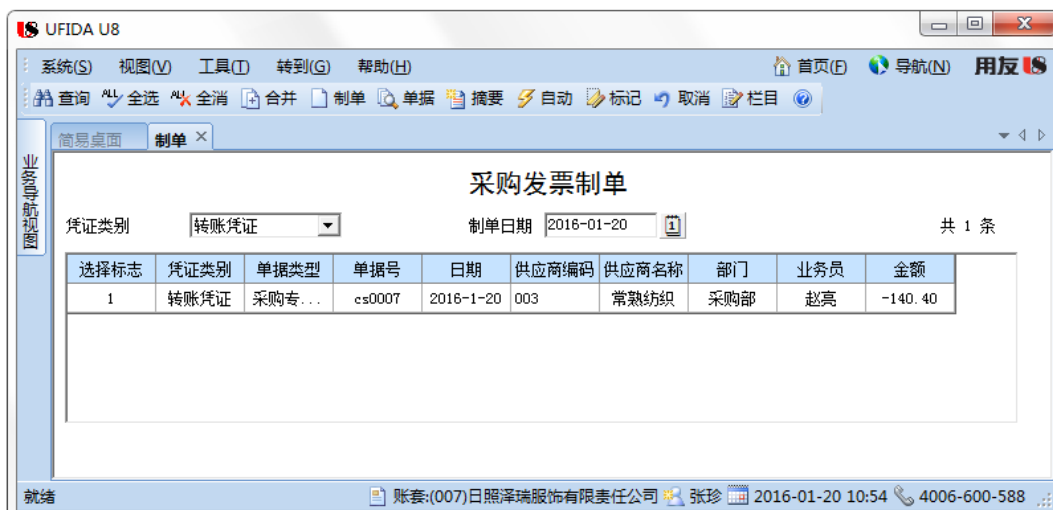 UFIDA U8
系统(S) 视图(V) 工具(T) 转到(G) 帮助(H) 首页(F) 导航(N) 用友U8
查询 全选 全消 合并 制单 单据 摘要 自动 标记 取消 栏目
简易桌面 制单
业务导航视图
采购发票制单
凭证类别 转账凭证 制单日期 2016-01-20 共 1 条
选择标志 凭证类别 单据类型 单据号 日期 供应商编码 供应商名称 部门 业务员 金额
1 转账凭证 采购专... cs0007 2016-1-20 003 常熟纺织 采购部 赵亮 -140.40
就绪 账套:(007)日照泽瑞服饰有限责任公司 张珍 2016-01-20 10:54 4006-600-588